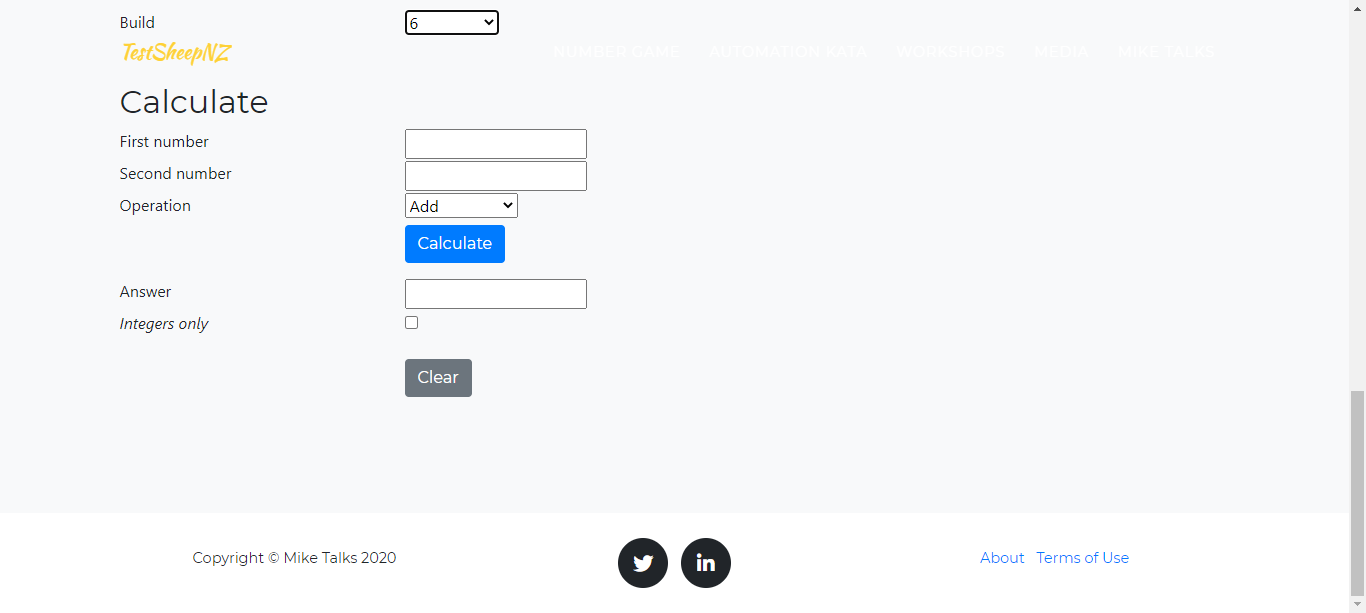 Build 6
TestSheepNZ NUMBER GAME AUTOMATION KATA WORKSHOPS MEDIA MIKE TALKS
Calculate
First number
Second number
Operation Add
Calculate
Answer
Integers only
Clear
Copyright © Mike Talks 2020 in About Terms of Use